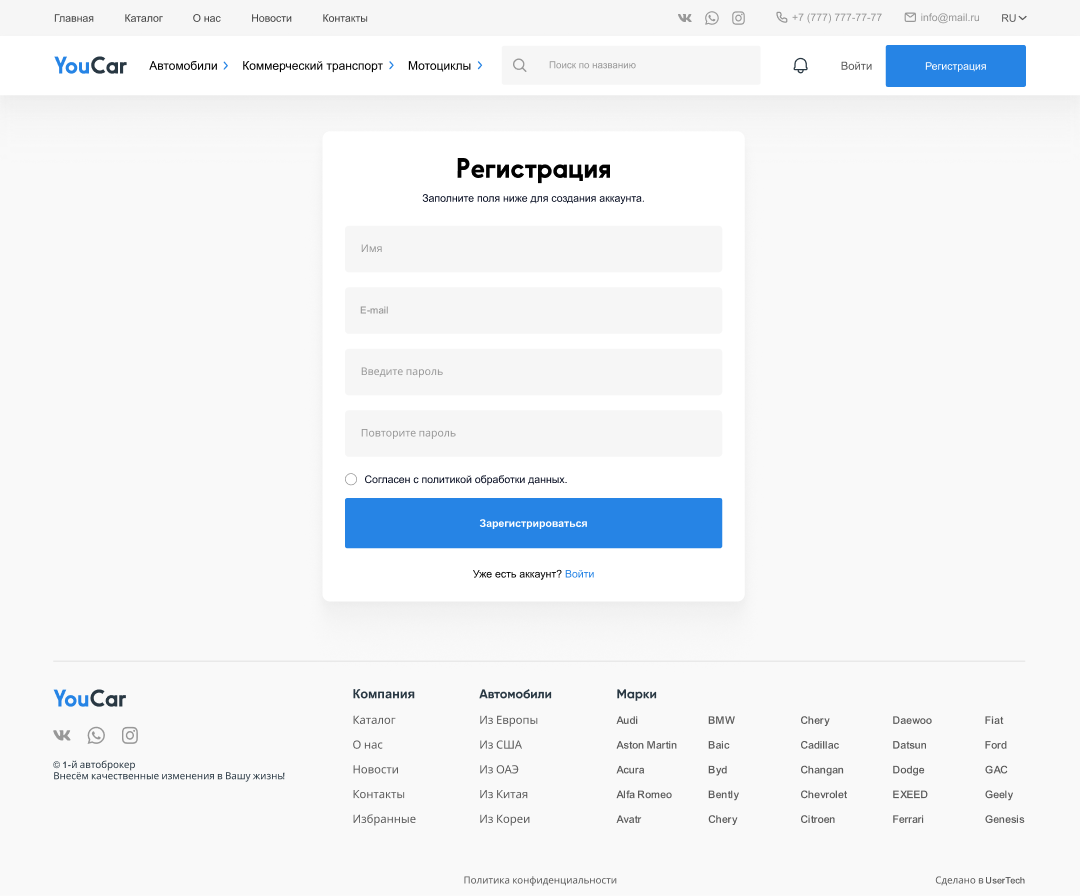 Главная Каталог О нас Новости Контакты +7 (777) 777-77-77 info@mail.ru RU
YouCar Автомобили Коммерческий транспорт Мотоциклы Поиск по названию Войти Регистрация
Регистрация
Заполните поля ниже для создания аккаунта.
Имя
E-mail
Введите пароль
Повторите пароль
Согласен с политикой обработки данных.
Зарегистрироваться
Уже есть аккаунт? Войти
YouCar
© 1-й автоброкер
Внесём качественные изменения в Вашу жизнь!
Компания
Каталог
О нас
Новости
Контакты
Избранные
Автомобили
Из Европы
Из США
Из ОАЭ
Из Китая
Из Кореи
Марки
Audi BMW Chery Daewoo Fiat
Aston Martin Baic Cadillac Datsun Ford
Acura Byd Changan Dodge GAC
Alfa Romeo Bently Chevrolet EXEED Geely
Avatr Chery Citroen Ferrari Genesis
Политика конфиденциальности Сделано в UserTech